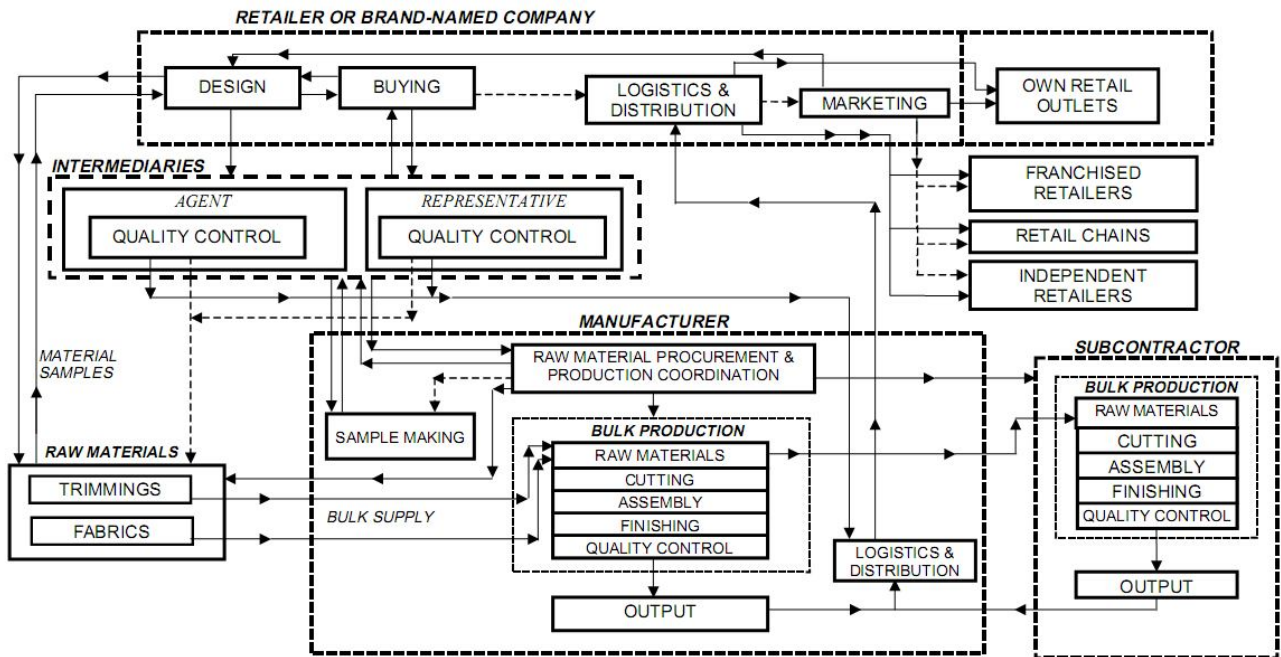 RETAILER OR BRAND-NAMED COMPANY
DESIGN
BUYING
LOGISTICS &
DISTRIBUTION
MARKETING
OWN RETAIL
OUTLETS
INTERMEDIARIES
AGENT
QUALITY CONTROL
REPRESENTATIVE
QUALITY CONTROL
FRANCHISED
RETAILERS
RETAIL CHAINS
INDEPENDENT
RETAILERS
MANUFACTURER
RAW MATERIAL PROCUREMENT &
PRODUCTION COORDINATION
SAMPLE MAKING
MATERIAL
SAMPLES
RAW MATERIALS
TRIMMINGS
FABRICS
BULK SUPPLY
BULK PRODUCTION
RAW MATERIALS
CUTTING
ASSEMBLY
FINISHING
QUALITY CONTROL
OUTPUT
LOGISTICS &
DISTRIBUTION
SUBCONTRACTOR
BULK PRODUCTION
RAW MATERIALS
CUTTING
ASSEMBLY
FINISHING
QUALITY CONTROL
OUTPUT